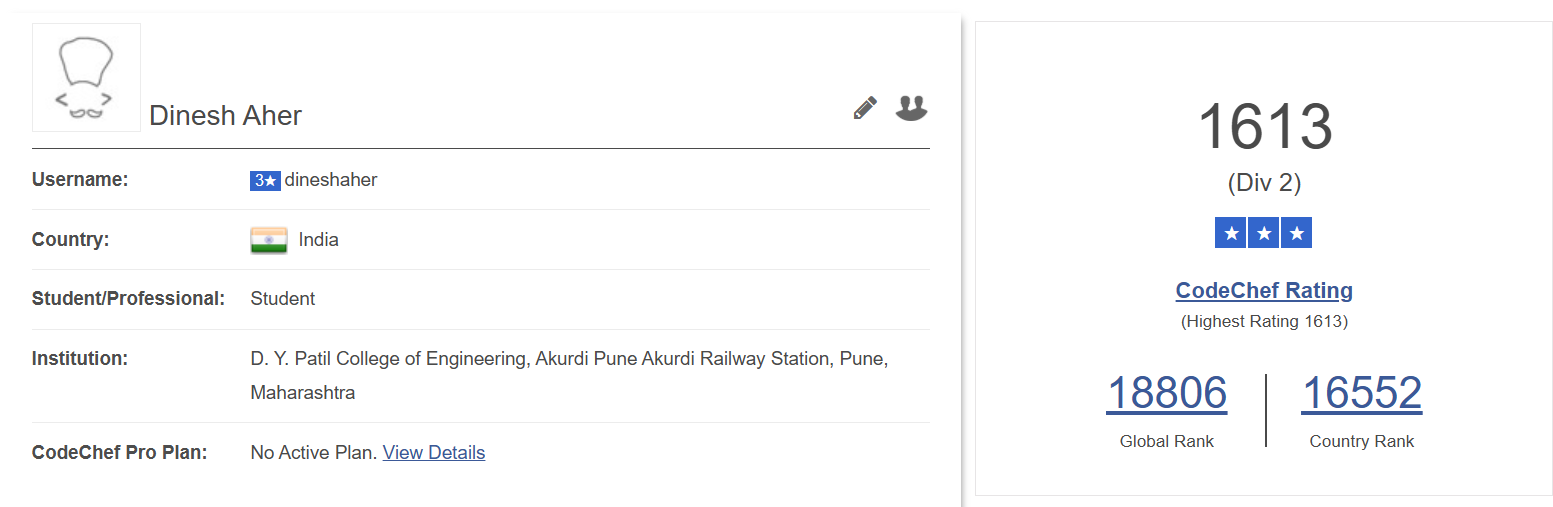 Dinesh Aher
Username: 3★ dineshaher
Country: India
Student/Professional: Student
Institution: D. Y. Patil College of Engineering, Akurdi Pune Akurdi Railway Station, Pune,
Maharashtra
CodeChef Pro Plan: No Active Plan. View Details
1613
(Div 2)
★ ★ ★
CodeChef Rating
(Highest Rating 1613)
18806 16552
Global Rank Country Rank